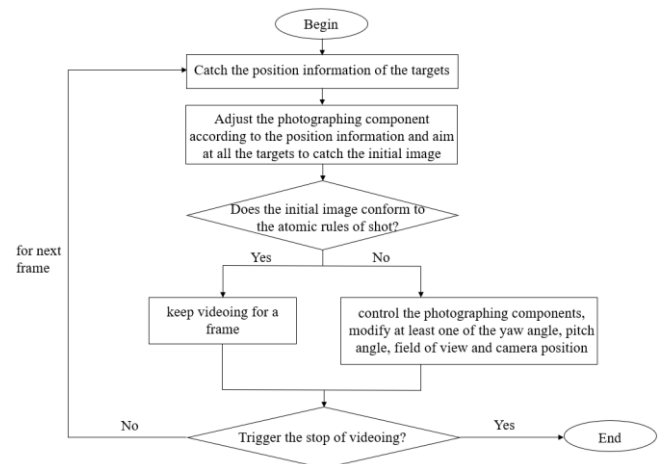 Begin
Catch the position information of the targets
Adjust the photographing component
according to the position information and aim
at all the targets to catch the initial image
Does the initial image conform to
the atomic rules of shot?
for next
frame
Yes
No
keep videoing for a
frame
control the photographing components,
modify at least one of the yaw angle, pitch
angle, field of view and camera position
No
Trigger the stop of videoing?
Yes
End